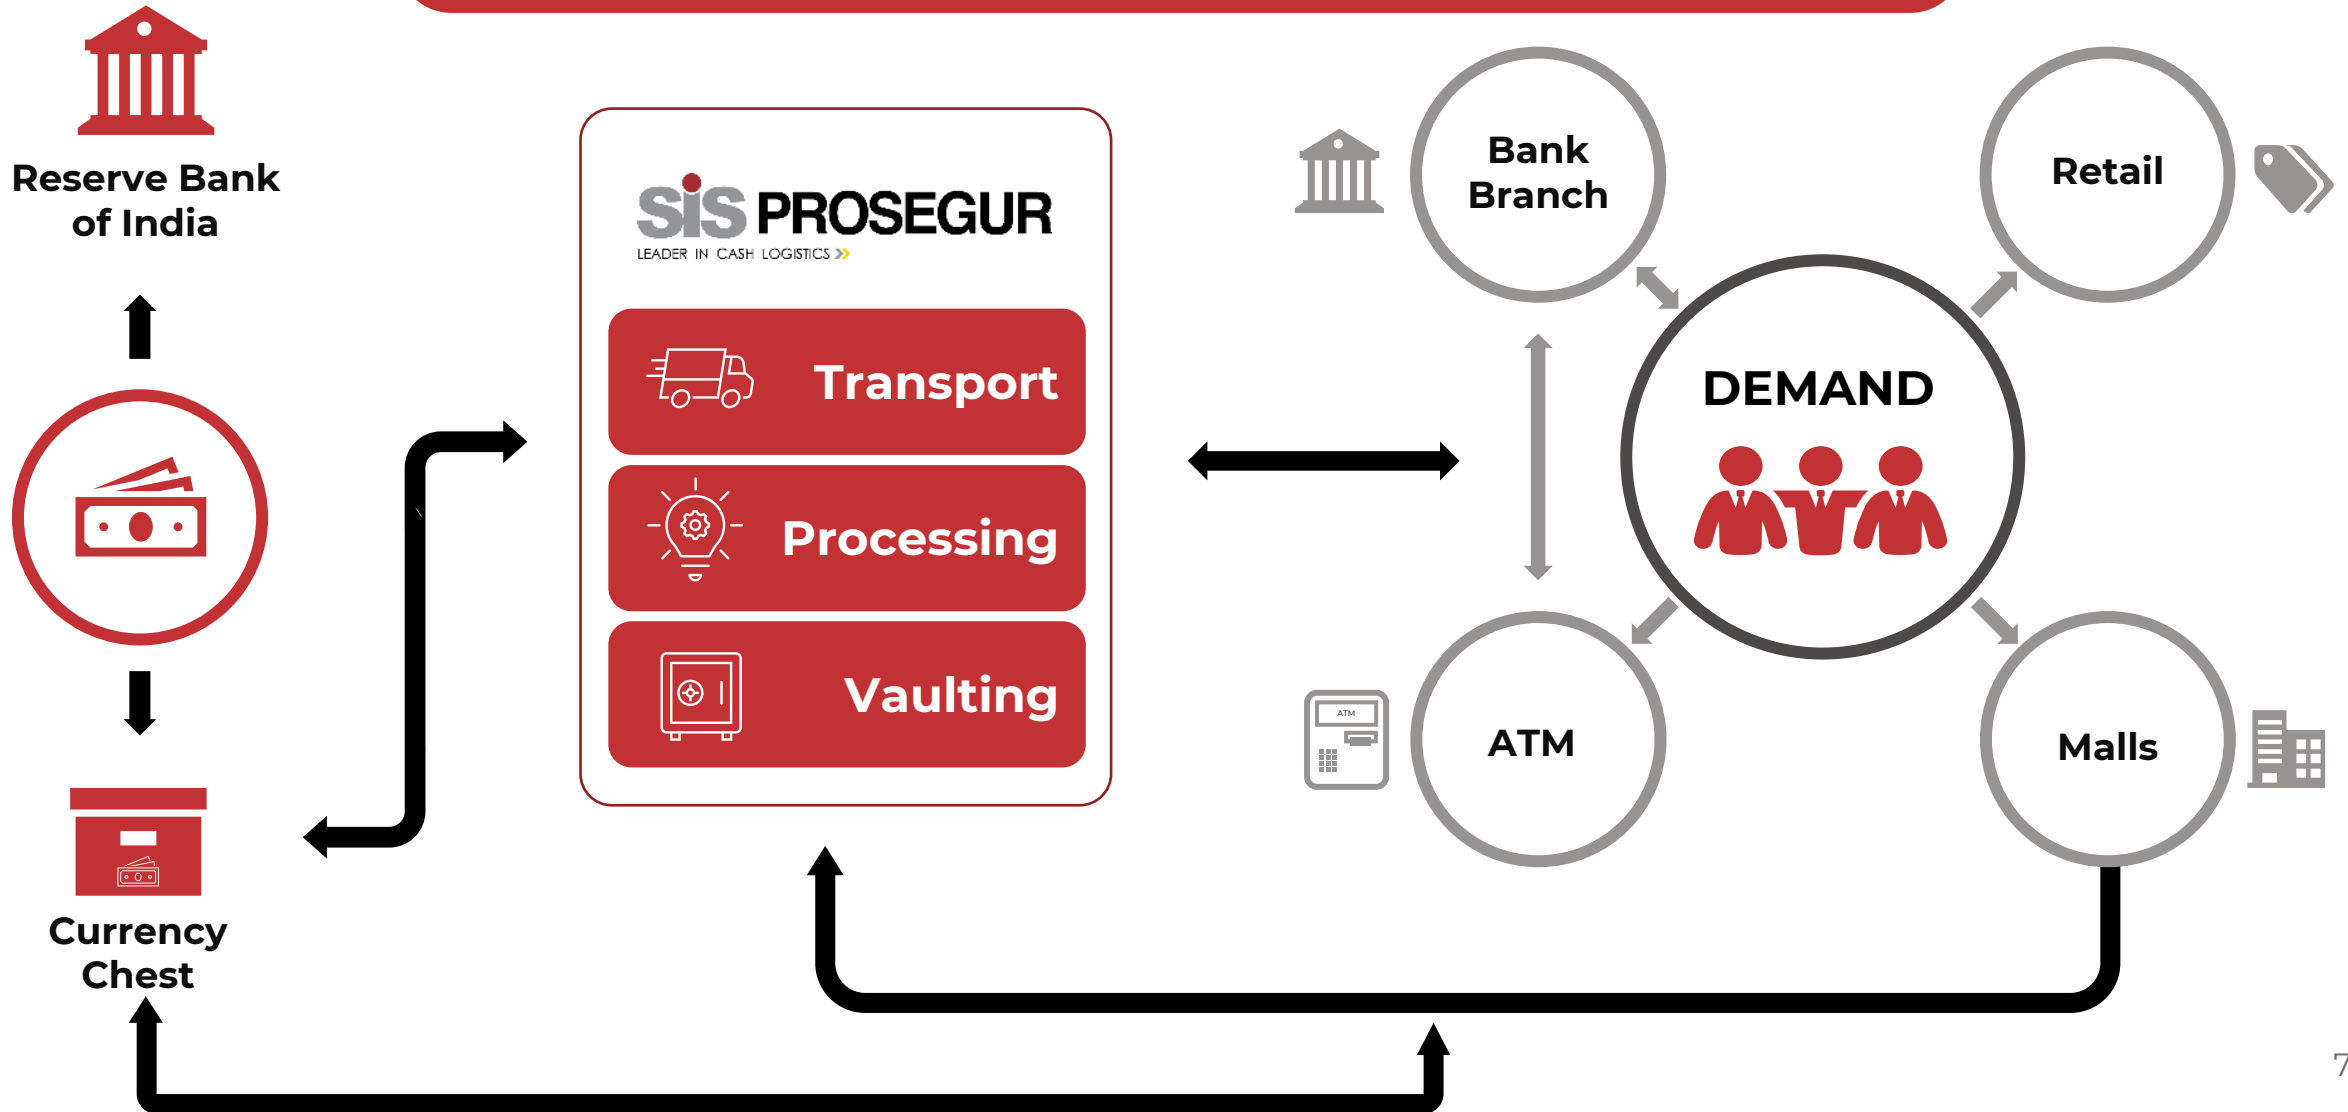 Reserve Bank
of India
Currency
Chest
SIS PROSEGUR
LEADER IN CASH LOGISTICS
Transport
Processing
Vaulting
Bank
Branch
Retail
DEMAND
ATM
ATM
Malls
7